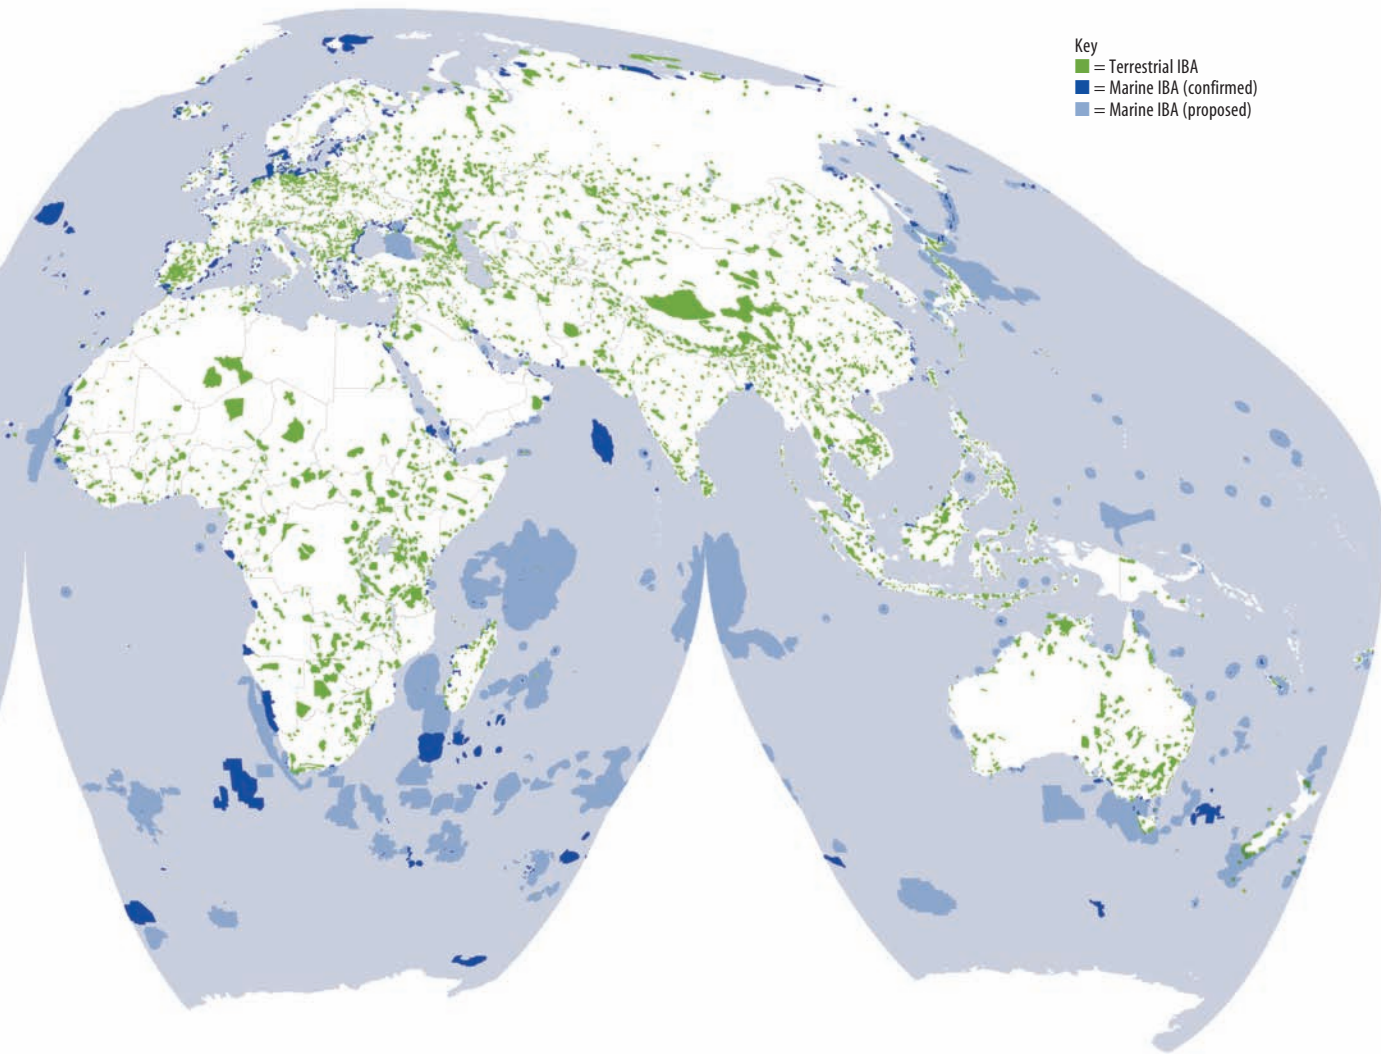 Key
= Terrestrial IBA
= Marine IBA (confirmed)
= Marine IBA (proposed)